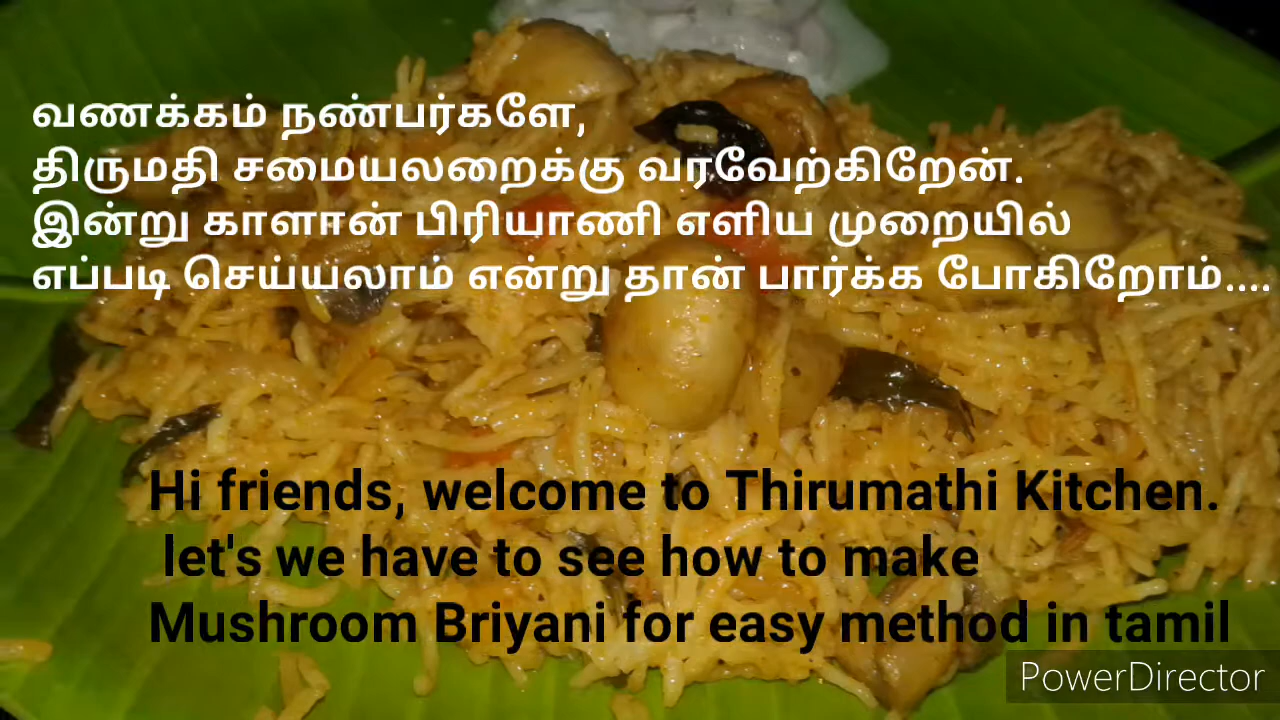 வணக்கம் நண்பர்களே,
திருமதி சமையலறைக்கு வரவேற்கிறேன்.
இன்று காளான் பிரியாணி எளிய முறையில்
எப்படி செய்யலாம் என்று தான் பார்க்க போகிறோம்....
Hi friends, welcome to Thirumathi Kitchen.
let's we have to see how to make
Mushroom Briyani for easy method in tamil
PowerDirector